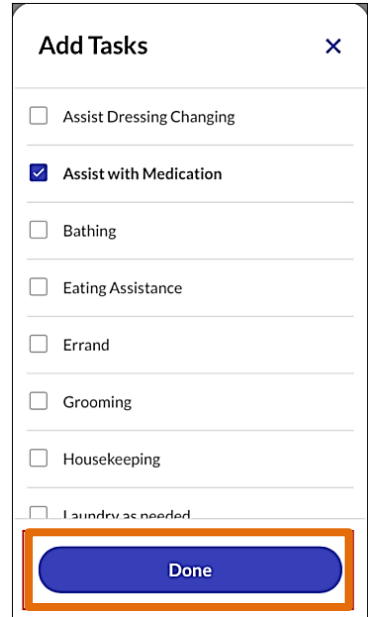 Add Tasks
Assist Dressing Changing
Assist with Medication
Bathing
Eating Assistance
Errand
Grooming
Housekeeping
Laundry as needed
Done